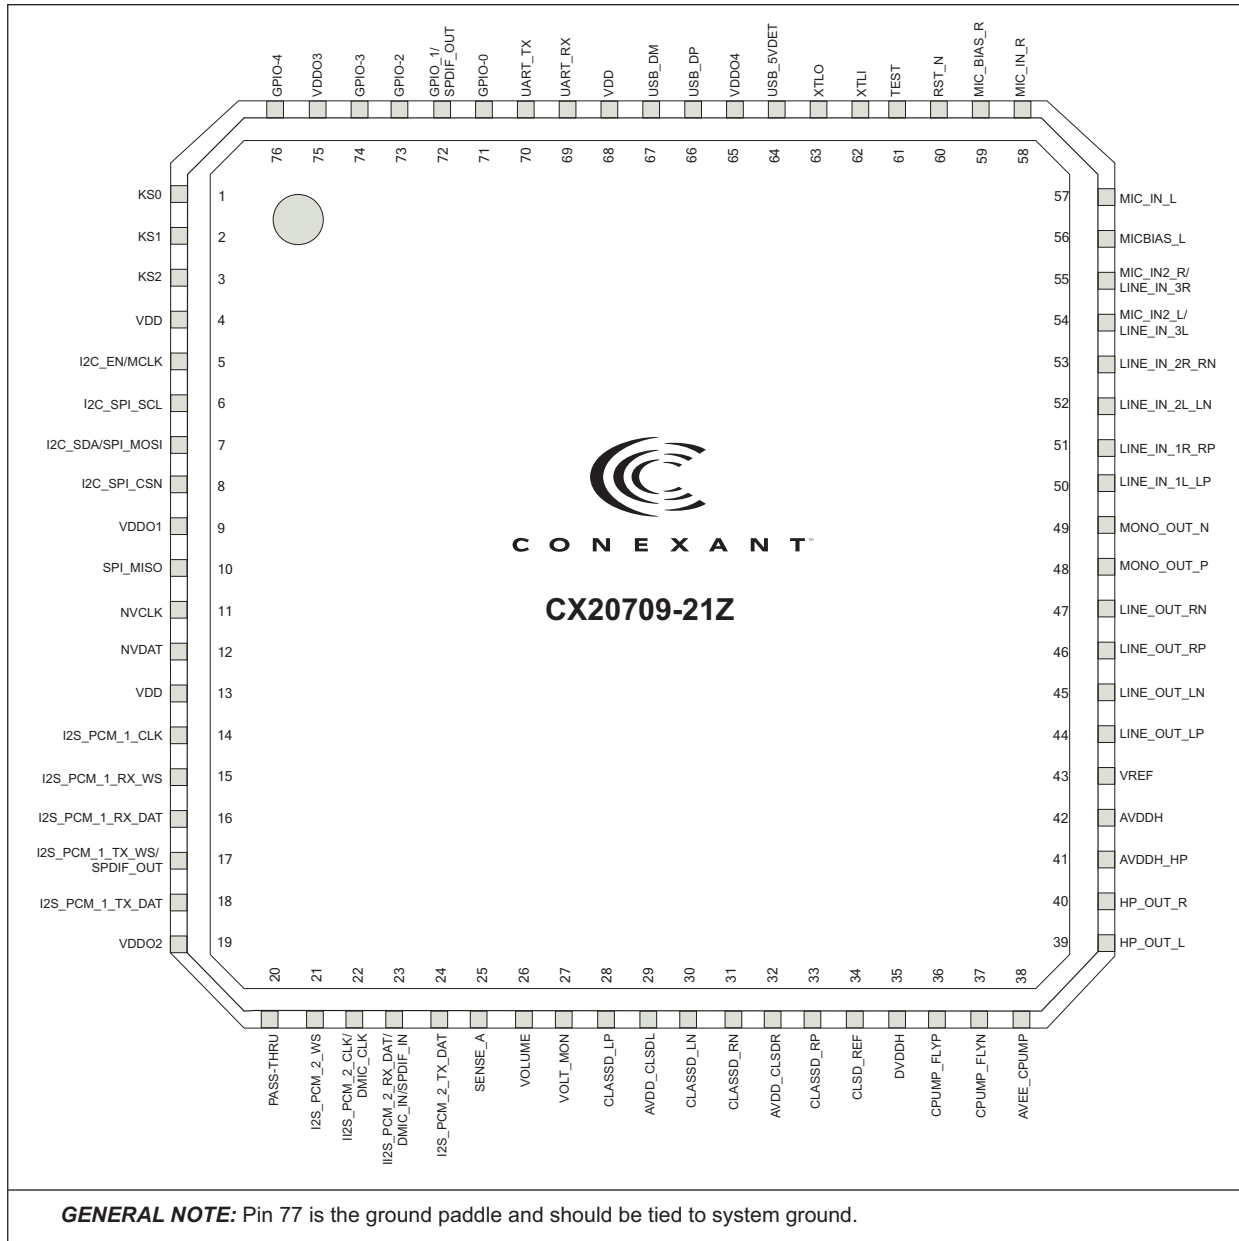 GPIO-4
VDDO3
GPIO-3
GPIO-2
GPIO_1/
SPDIF_OUT
GPIO-0
UART_TX
UART_RX
VDD
USB_DM
USB_DP
VDDO4
USB_5VDET
XTLO
XTLI
TEST
RST_N
MIC_BIAS_R
MIC_IN_R
76
75
74
73
72
71
70
69
68
67
66
65
64
63
62
61
60
59
58
KS0 1
KS1 2
KS2 3
VDD 4
I2C_EN/MCLK 5
I2C_SPI_SCL 6
I2C_SDA/SPI_MOSI 7
I2C_SPI_CSN 8
VDDO1 9
SPI_MISO 10
NVCLK 11
NVDAT 12
VDD 13
I2S_PCM_1_CLK 14
I2S_PCM_1_RX_WS 15
I2S_PCM_1_RX_DAT 16
I2S_PCM_1_TX_WS/
SPDIF_OUT 17
I2S_PCM_1_TX_DAT 18
VDDO2 19
CONEXANT™
CX20709-21Z
57 MIC_IN_L
56 MICBIAS_L
55 MIC_IN2_R/
LINE_IN_3R
54 MIC_IN2_L/
LINE_IN_3L
53 LINE_IN_2R_RN
52 LINE_IN_2L_LN
51 LINE_IN_1R_RP
50 LINE_IN_1L_LP
49 MONO_OUT_N
48 MONO_OUT_P
47 LINE_OUT_RN
46 LINE_OUT_RP
45 LINE_OUT_LN
44 LINE_OUT_LP
43 VREF
42 AVDDH
41 AVDDH_HP
40 HP_OUT_R
39 HP_OUT_L
20
21
22
23
24
25
26
27
28
29
30
31
32
33
34
35
36
37
38
PASS-THRU
I2S_PCM_2_WS
II2S_PCM_2_CLK/
DMIC_CLK
II2S_PCM_2_RX_DAT/
DMIC_IN/SPDIF_IN
I2S_PCM_2_TX_DAT
SENSE_A
VOLUME
VOLT_MON
CLASSD_LP
AVDD_CLSDL
CLASSD_LN
CLASSD_RN
AVDD_CLSDR
CLASSD_RP
CLSD_REF
DVDDH
CPUMP_FLYP
CPUMP_FLYN
AVEE_CPUMP
GENERAL NOTE: Pin 77 is the ground paddle and should be tied to system ground.